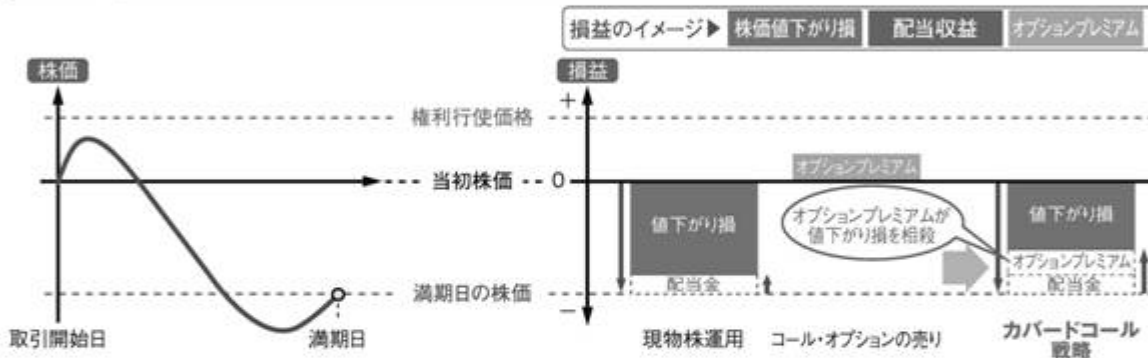 損益のイメージ▶ 株価値下がり損 配当収益 オプションプレミアム
株価
損益
+
権利行使価格
オプションプレミアム
当初株価
0
値下がり損
オプションプレミアムが
値下がり損を相殺
値下がり損
オプションプレミアム
配当金
配当金
満期日の株価
−
取引開始日
満期日
現物株運用
コール・オプションの売り
カバードコール
戦略